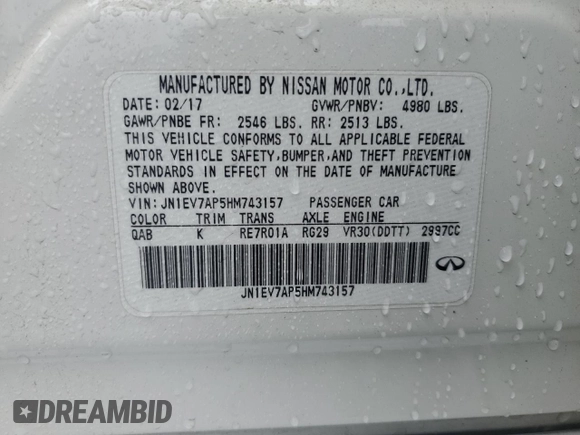 MANUFACTURED BY NISSAN MOTOR CO.,LTD.
DATE: 02/17 GVWR/PNBV: 4980 LBS.
GAWR/PNBE FR: 2546 LBS. RR: 2513 LBS.
THIS VEHICLE CONFORMS TO ALL APPLICABLE FEDERAL
MOTOR VEHICLE SAFETY,BUMPER,AND THEFT PREVENTION
STANDARDS IN EFFECT ON THE DATE OF MANUFACTURE
SHOWN ABOVE.
VIN: JN1EV7AP5HM743157 PASSENGER CAR
COLOR TRIM TRANS AXLE ENGINE
QAB K RE7R01A RG29 VR30(DDTT) 2997CC
JN1EV7AP5HM743157
DREAMBID